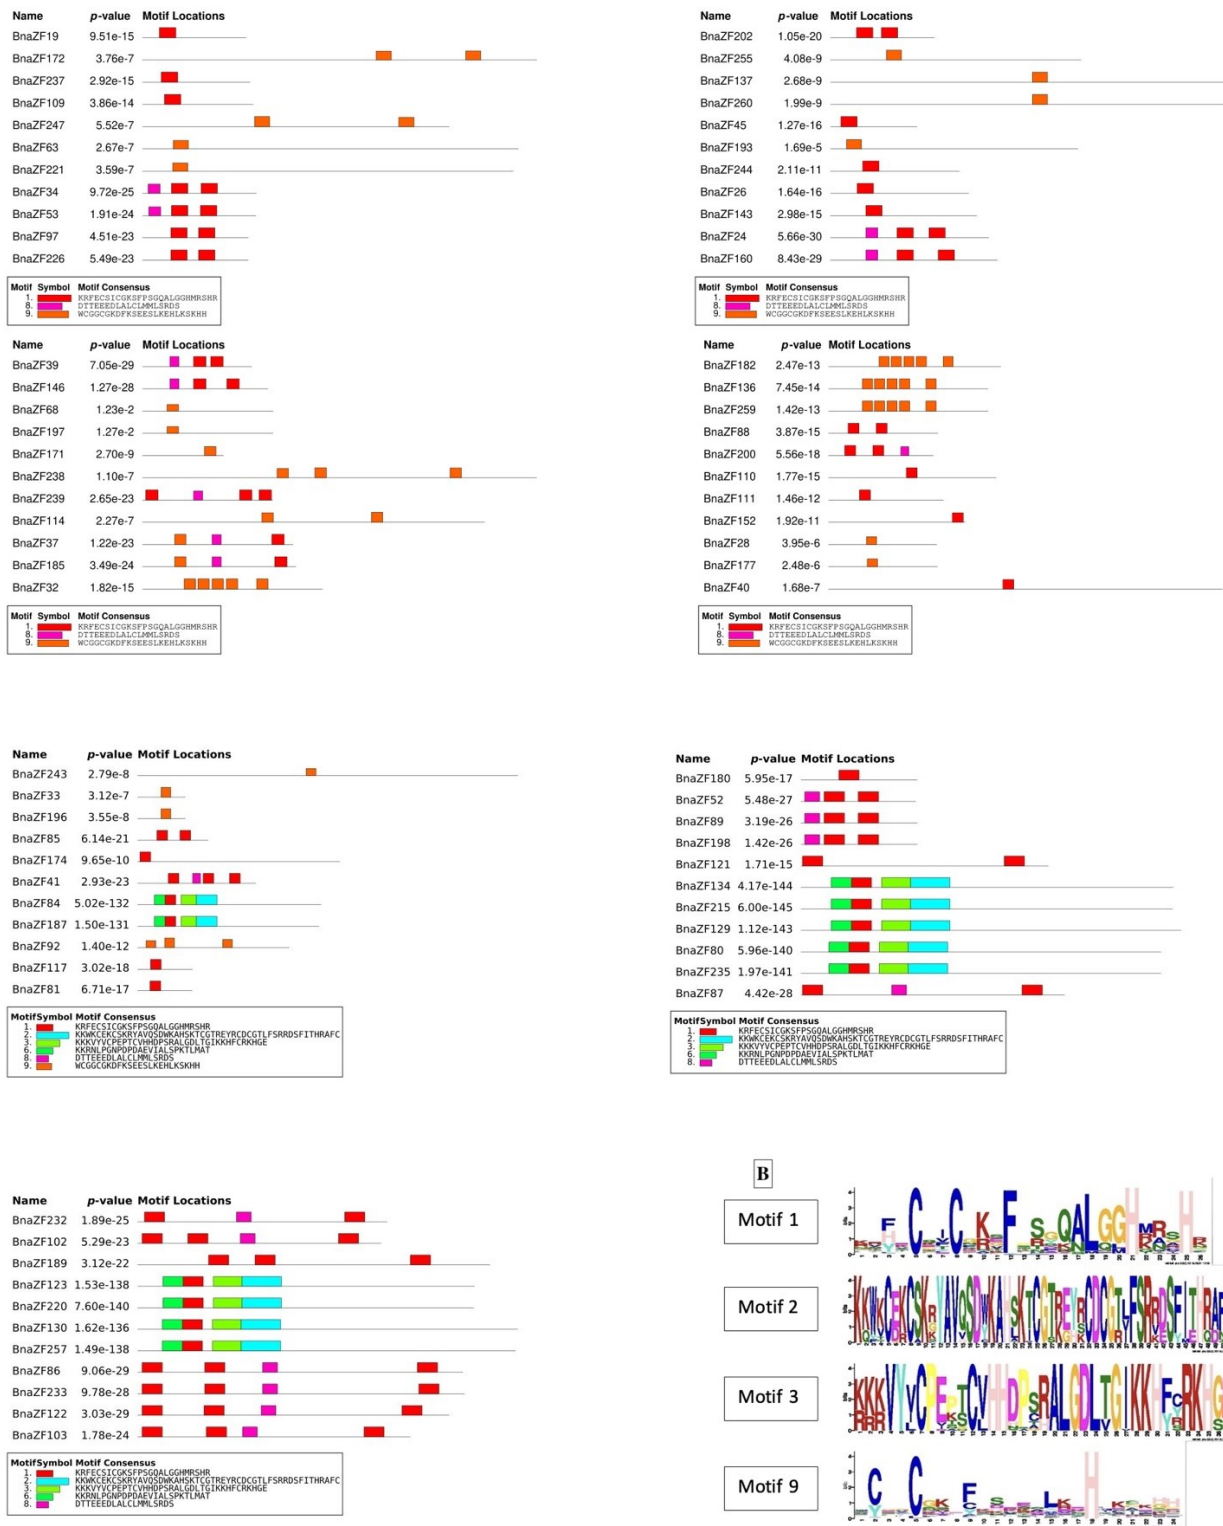 Name p-value Motif Locations
BnaZF19 9.51e-15
BnaZF172 3.76e-7
BnaZF237 2.92e-15
BnaZF109 3.86e-14
BnaZF247 5.52e-7
BnaZF63 2.67e-7
BnaZF221 3.59e-7
BnaZF34 9.72e-25
BnaZF53 1.91e-24
BnaZF97 4.51e-23
BnaZF226 5.49e-23
Motif Symbol Motif Consensus
1. KRFECSICGKSFPSGQALGGHMRSHR
8. DTTEEEDLALCLMMLSRDS
9. WCGGCGKDFKSEESLKEHLKSKHH
Name p-value Motif Locations
BnaZF202 1.05e-20
BnaZF255 4.08e-9
BnaZF137 2.68e-9
BnaZF260 1.99e-9
BnaZF45 1.27e-16
BnaZF193 1.69e-5
BnaZF244 2.11e-11
BnaZF26 1.64e-16
BnaZF143 2.98e-15
BnaZF24 5.66e-30
BnaZF160 8.43e-29
Motif Symbol Motif Consensus
1. KRFECSICGKSFPSGQALGGHMRSHR
8. DTTEEEDLALCLMMLSRDS
9. WCGGCGKDFKSEESLKEHLKSKHH
Name p-value Motif Locations
BnaZF39 7.05e-29
BnaZF146 1.27e-28
BnaZF68 1.23e-2
BnaZF197 1.27e-2
BnaZF171 2.70e-9
BnaZF238 1.10e-7
BnaZF239 2.65e-23
BnaZF114 2.27e-7
BnaZF37 1.22e-23
BnaZF185 3.49e-24
BnaZF32 1.82e-15
Motif Symbol Motif Consensus
1. KRFECSICGKSFPSGQALGGHMRSHR
8. DTTEEEDLALCLMMLSRDS
9. WCGGCGKDFKSEESLKEHLKSKHH
Name p-value Motif Locations
BnaZF182 2.47e-13
BnaZF136 7.45e-14
BnaZF259 1.42e-13
BnaZF88 3.87e-15
BnaZF200 5.56e-18
BnaZF110 1.77e-15
BnaZF111 1.46e-12
BnaZF152 1.92e-11
BnaZF28 3.95e-6
BnaZF177 2.48e-6
BnaZF40 1.68e-7
Motif Symbol Motif Consensus
1. KRFECSICGKSFPSGQALGGHMRSHR
8. DTTEEEDLALCLMMLSRDS
9. WCGGCGKDFKSEESLKEHLKSKHH
Name p-value Motif Locations
BnaZF243 2.79e-8
BnaZF33 3.12e-7
BnaZF196 3.55e-8
BnaZF85 6.14e-21
BnaZF174 9.65e-10
BnaZF41 2.93e-23
BnaZF84 5.02e-132
BnaZF187 1.50e-131
BnaZF92 1.40e-12
BnaZF117 3.02e-18
BnaZF81 6.71e-17
Motif Symbol Motif Consensus
1. KRFECSICGKSFPSGQALGGHMRSHR
2. KKWKCEKCSKRYAVQSDWKAHSKTCGTREYRCDCGTLFSRRDSFITHRAFC
3. KKKVYVCPEPTCVHHDPSRALGDLTGIKKHFCRKHGE
6. KKRNLPGNPDPDAEVIALSPKTLMAT
8. DTTEEEDLALCLMMLSRDS
9. WCGGCGKDFKSEESLKEHLKSKHH
Name p-value Motif Locations
BnaZF180 5.95e-17
BnaZF52 5.48e-27
BnaZF89 3.19e-26
BnaZF198 1.42e-26
BnaZF121 1.71e-15
BnaZF134 4.17e-144
BnaZF215 6.00e-145
BnaZF129 1.12e-143
BnaZF80 5.96e-140
BnaZF235 1.97e-141
BnaZF87 4.42e-28
Motif Symbol Motif Consensus
1. KRFECSICGKSFPSGQALGGHMRSHR
2. KKWKCEKCSKRYAVQSDWKAHSKTCGTREYRCDCGTLFSRRDSFITHRAFC
3. KKKVYVCPEPTCVHHDPSRALGDLTGIKKHFCRKHGE
6. KKRNLPGNPDPDAEVIALSPKTLMAT
8. DTTEEEDLALCLMMLSRDS
Name p-value Motif Locations
BnaZF232 1.89e-25
BnaZF102 5.29e-23
BnaZF189 3.12e-22
BnaZF123 1.53e-138
BnaZF220 7.60e-140
BnaZF130 1.62e-136
BnaZF257 1.49e-138
BnaZF86 9.06e-29
BnaZF233 9.78e-28
BnaZF122 3.03e-29
BnaZF103 1.78e-24
Motif Symbol Motif Consensus
1. KRFECSICGKSFPSGQALGGHMRSHR
2. KKWKCEKCSKRYAVQSDWKAHSKTCGTREYRCDCGTLFSRRDSFITHRAFC
3. KKKVYVCPEPTCVHHDPSRALGDLTGIKKHFCRKHGE
6. KKRNLPGNPDPDAEVIALSPKTLMAT
8. DTTEEEDLALCLMMLSRDS
B
Motif 1
Motif 2
Motif 3
Motif 9